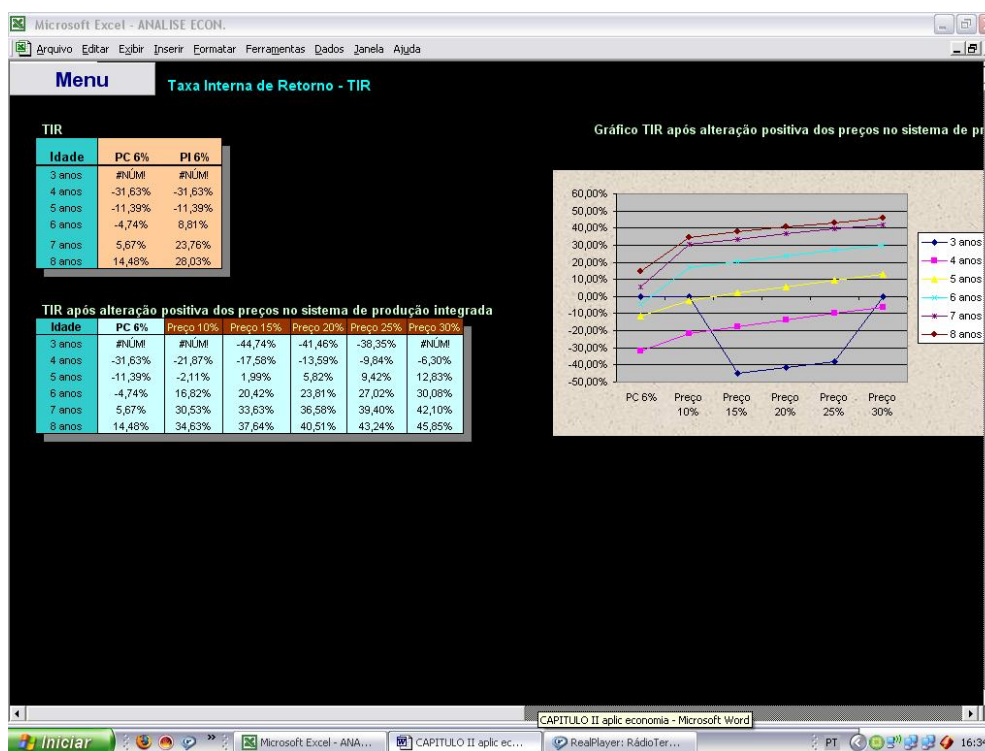 Microsoft Excel - ANALISE ECON.
Arquivo Editar Exibir Inserir Formatar Ferramentas Dados Janela Ajuda
Menu
Taxa Interna de Retorno - TIR
TIR
Idade PC 6% PI 6%
3 anos #NÚM! #NÚM!
4 anos -31,63% -31,63%
5 anos -11,39% -11,39%
6 anos -4,74% 8,81%
7 anos 5,67% 23,76%
8 anos 14,48% 28,03%
TIR após alteração positiva dos preços no sistema de produção integrada
Idade PC 6% Preço 10% Preço 15% Preço 20% Preço 25% Preço 30%
3 anos #NÚM! #NÚM! -44,74% -41,46% -38,35% #NÚM!
4 anos -31,63% -21,87% -17,58% -13,59% -9,84% -6,30%
5 anos -11,39% -2,11% 1,99% 5,82% 9,42% 12,83%
6 anos -4,74% 16,82% 20,42% 23,81% 27,02% 30,08%
7 anos 5,67% 30,53% 33,63% 36,58% 39,40% 42,10%
8 anos 14,48% 34,63% 37,64% 40,51% 43,24% 45,85%
Gráfico TIR após alteração positiva dos preços no sistema de pr
60,00%
50,00%
40,00%
30,00%
20,00%
10,00%
0,00%
-10,00%
-20,00%
-30,00%
-40,00%
-50,00%
PC 6% Preço Preço Preço Preço Preço
10% 15% 20% 25% 30%
3 anos
4 anos
5 anos
6 anos
7 anos
8 anos
CAPITULO II aplic economia - Microsoft Word
Iniciar » Microsoft Excel - ANA... CAPITULO II aplic ec... RealPlayer: RádioTer... PT 16:34